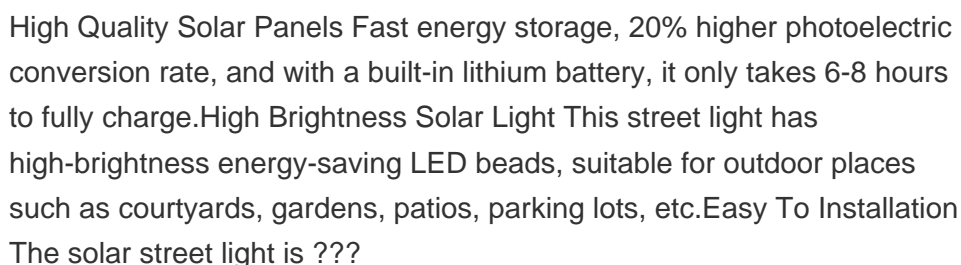 High Quality Solar Panels Fast energy storage, 20% higher photoelectric
conversion rate, and with a built-in lithium battery, it only takes 6-8 hours
to fully charge.High Brightness Solar Light This street light has
high-brightness energy-saving LED beads, suitable for outdoor places
such as courtyards, gardens, patios, parking lots, etc.Easy To Installation
The solar street light is ???